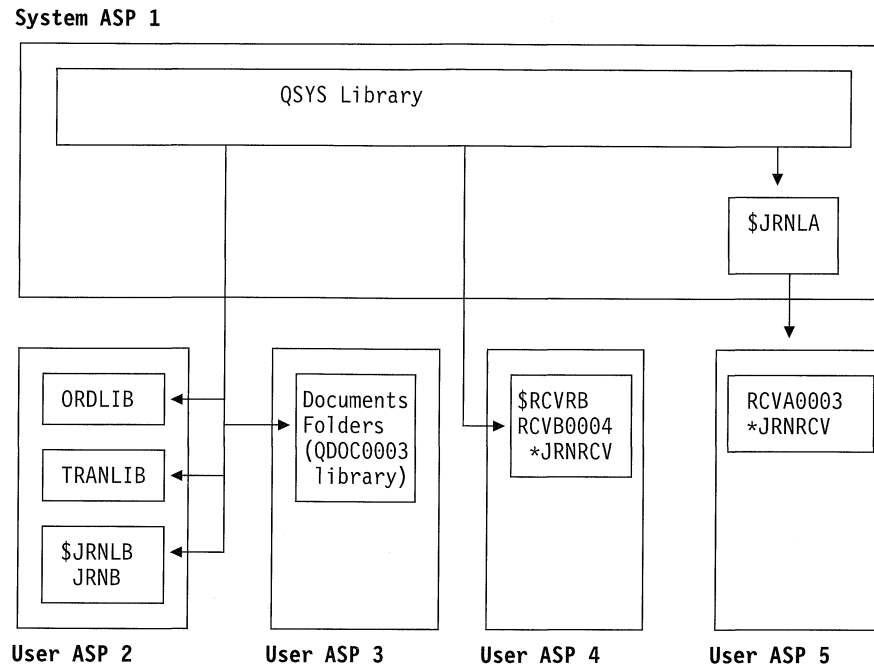 System ASP 1
QSYS Library
$JRNLA
ORDLIB
TRANLIB
$JRNLB
JRNB
Documents
Folders
(QDOC0003
library)
$RCVRB
RCVB0004
*JRNRCV
RCVA0003
*JRNRCV
User ASP 2
User ASP 3
User ASP 4
User ASP 5